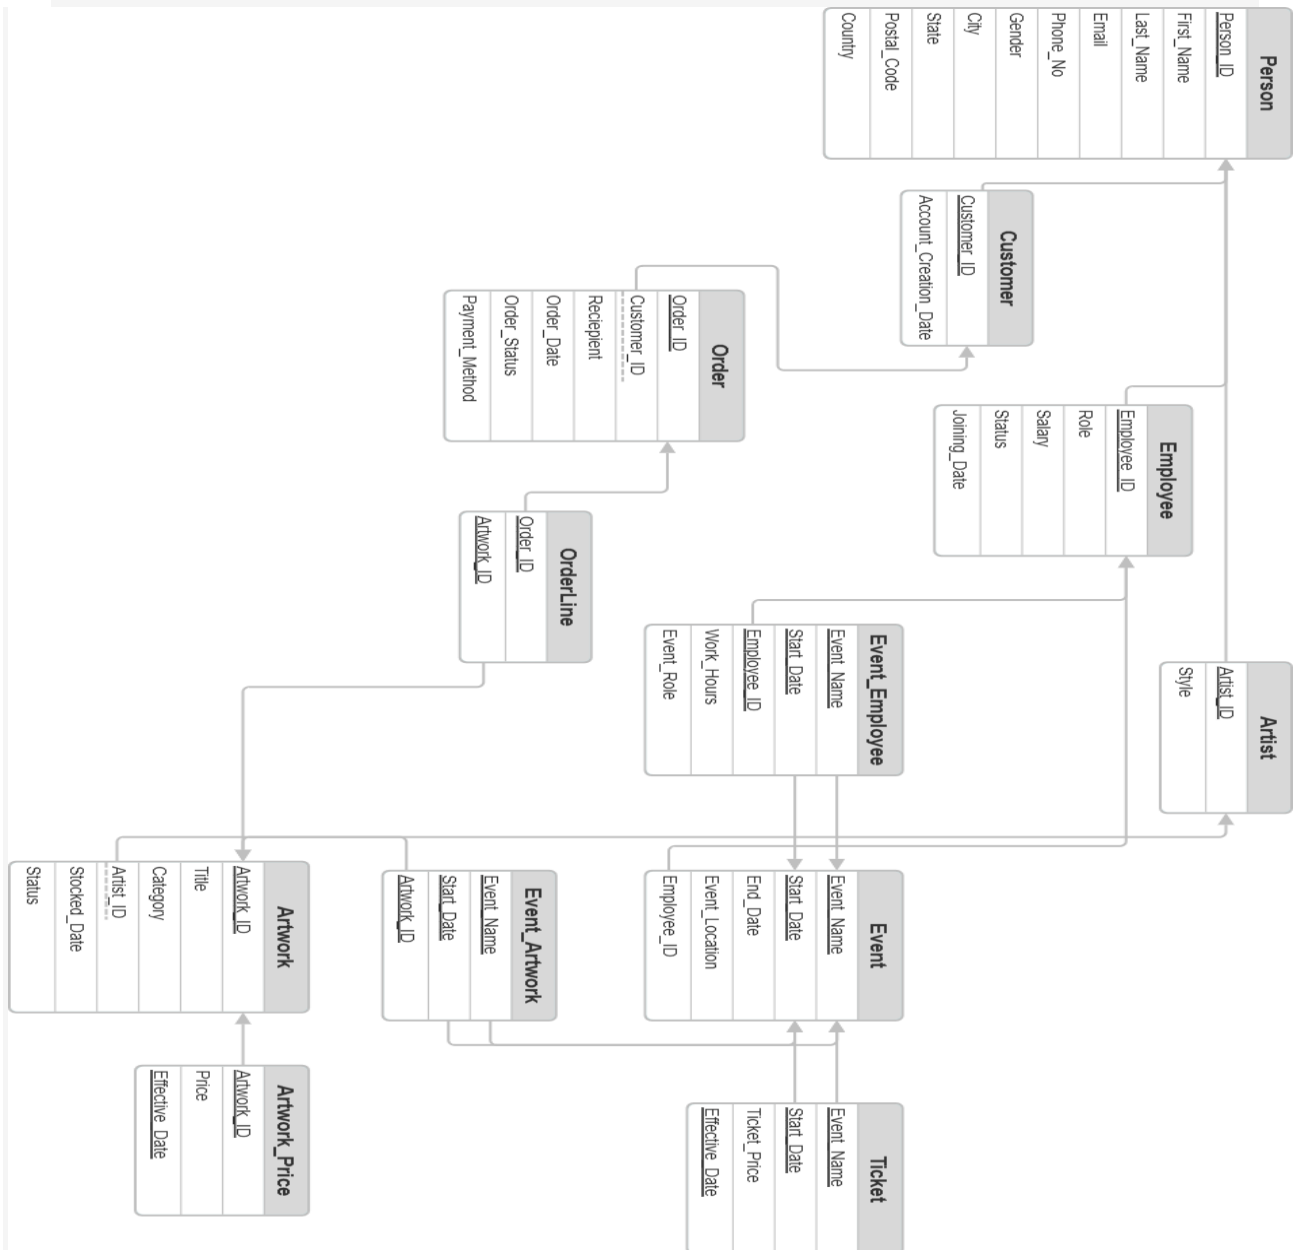 Person
Person_ID
First_Name
Last_Name
Email
Phone_No
Gender
City
State
Postal_Code
Country
Customer
Customer_ID
Account_Creation_Date
Employee
Employee_ID
Role
Salary
Status
Joining_Date
Artist
Artist_ID
Style
Order
Order_ID
Customer_ID
Reciepient
Order_Date
Order_Status
Payment_Method
OrderLine
Order_ID
Artwork_ID
Event_Employee
Event_Name
Start_Date
Employee_ID
Work_Hours
Event_Role
Event
Event_Name
Start_Date
End_Date
Event_Location
Employee_ID
Ticket
Event_Name
Start_Date
Ticket_Price
Effective_Date
Event_Artwork
Event_Name
Start_Date
Artwork_ID
Artwork
Artwork_ID
Title
Category
Artist_ID
Stocked_Date
Status
Artwork_Price
Artwork_ID
Price
Effective_Date